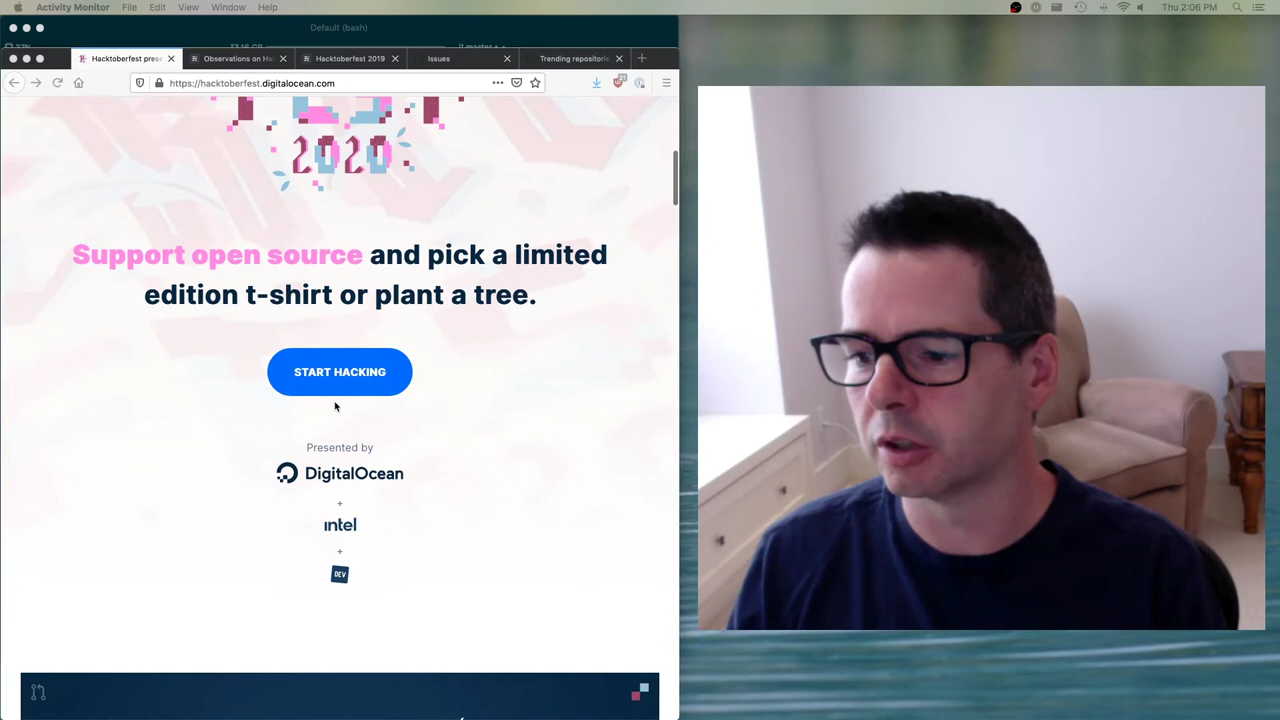 Activity Monitor File Edit View Window Help
Thu 2:06 PM
Default (bash)
Hacktoberfest pres
Observations on Ha
Hacktoberfest 2019
Issues
Trending repositorie
https://hacktoberfest.digitalocean.com
2020
Support open source and pick a limited
edition t-shirt or plant a tree.
START HACKING
Presented by
DigitalOcean
+
intel
+
DEV